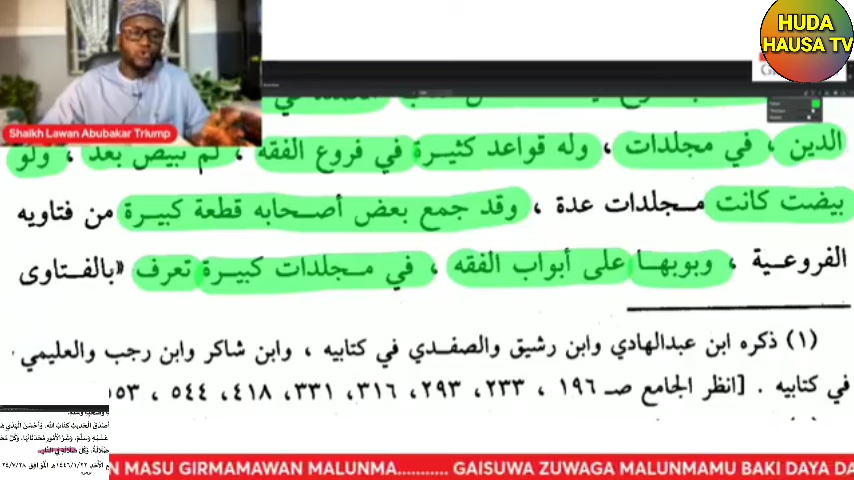 HUDA
HAUSA TV
Shaikh Lawan Abubakar Triump
الدين ، في مجلدات ، وله قواعد كثيرة في فروع الفقه ، لم يبيض بعد ، ولو
بيضت كانت مجلدات عدة ، وقد جمع بعض أصحابه قطعة كبيرة من فتاويه
الفروعية ، وبوبها على أبواب الفقه ، في مجلدات كبيرة تعرف «بالفتاوى
(١) ذكره ابن عبدالهادي وابن رشيق والصفدي في كتابيه ، وابن شاكر وابن رجب والعليمي
في كتابيه . [انظر الجامع صـ ١٩٦ ، ٢٣٣، ٢٩٣، ٣١٦، ٣٣١، ٤١٨، ٥٤٤ ، ٥٥٣ ،
N MASU GIRMAMAWAN MALUNMA.......... GAISUWA ZUWAGA MALUNMAMU BAKI DAYA DA